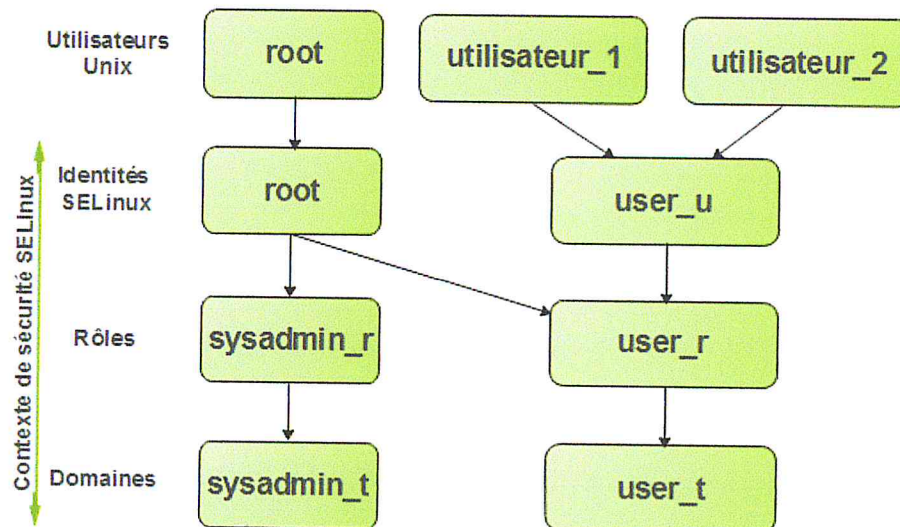 Utilisateurs
Unix
root
utilisateur_1
utilisateur_2
Contexte de sécurité SELinux
Identités
SELinux
root
user_u
Rôles
sysadmin_r
user_r
Domaines
sysadmin_t
user_t